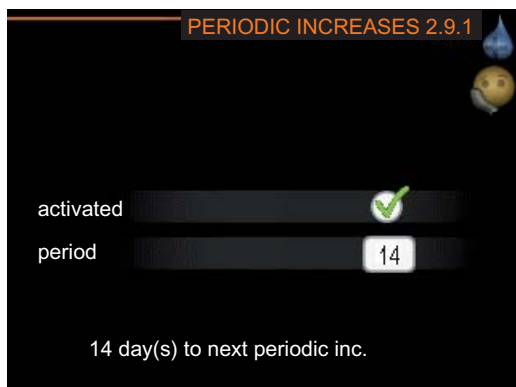 PERIODIC INCREASES 2.9.1
activated
period 14
14 day(s) to next periodic inc.